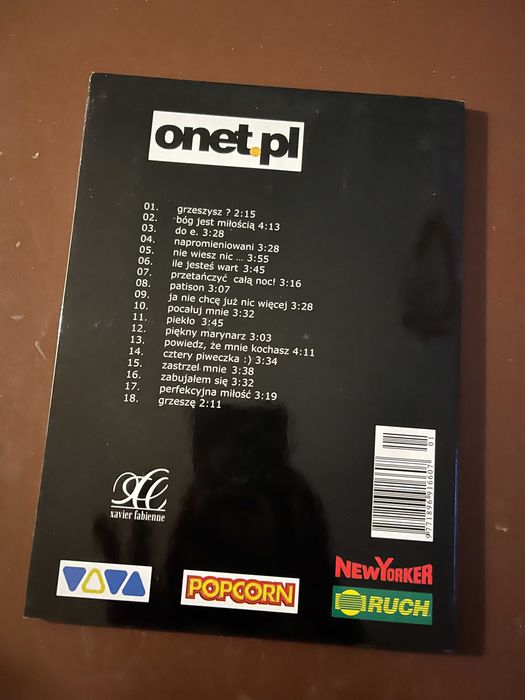 onet.pl
01. grzeszysz ? 2:15
02. bóg jest miłością 4:13
03. do e. 3:28
04. napromieniowani 3:28
05. nie wiesz nic ... 3:55
06. ile jesteś wart 3:45
07. przetańczyć całą noc! 3:16
08. patison 3:07
09. ja nie chcę już nic więcej 3:28
10. pocałuj mnie 3:32
11. piekło 3:45
12. piękny marynarz 3:03
13. powiedz, że mnie kochasz 4:11
14. cztery piweczka :) 3:34
15. zastrzel mnie 3:38
16. zabujałem się 3:32
17. perfekcyjna miłość 3:19
18. grzeszę 2:11
01
9 771896 916607
xavier fabienne
VIVA
POPCORN
NEWYORKER
RUCH